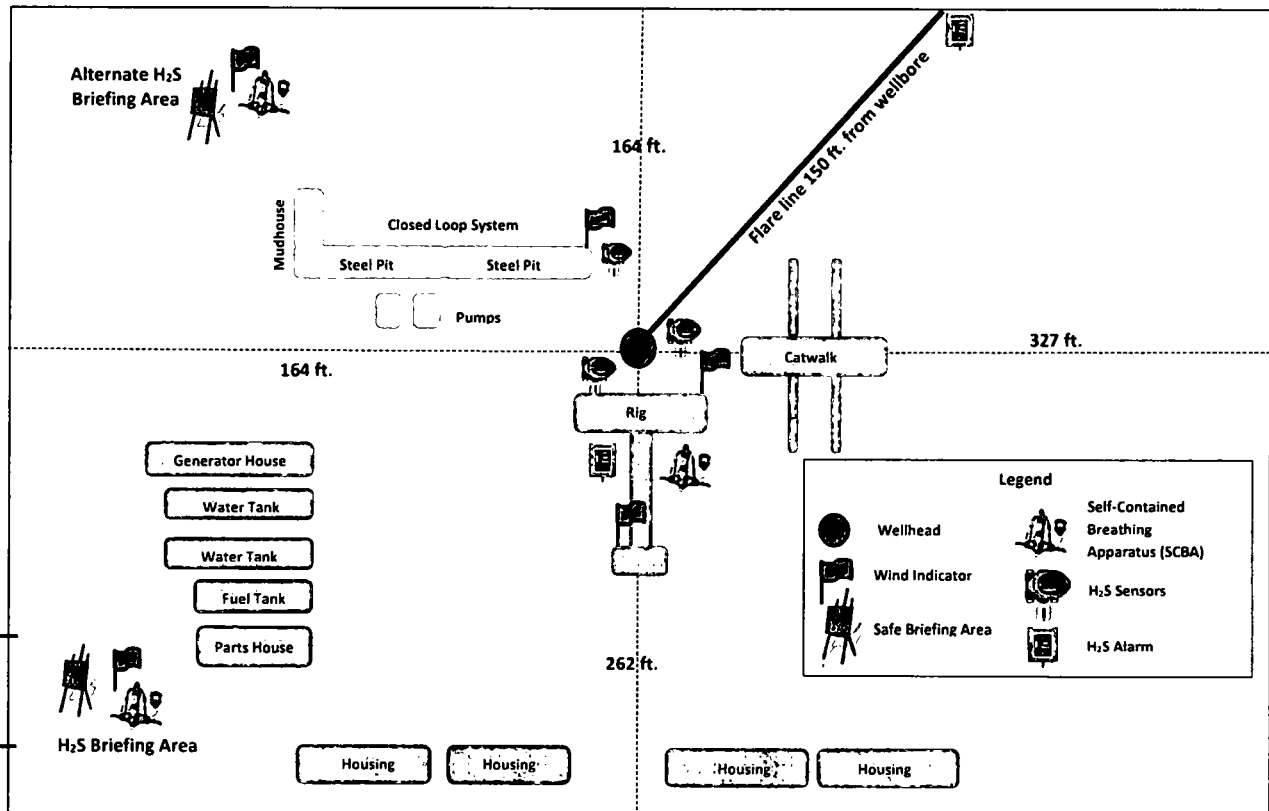 Alternate H₂S
Briefing Area
164 ft.
Flare line 150 ft. from wellbore
Mudhouse
Closed Loop System
Steel Pit
Steel Pit
Pumps
164 ft.
Catwalk
327 ft.
Rig
Generator House
Water Tank
Water Tank
Fuel Tank
Parts House
H₂S Briefing Area
262 ft.
Housing
Housing
Housing
Housing
Legend
Wellhead
Wind Indicator
Safe Briefing Area
Self-Contained
Breathing
Apparatus (SCBA)
H₂S Sensors
H₂S Alarm